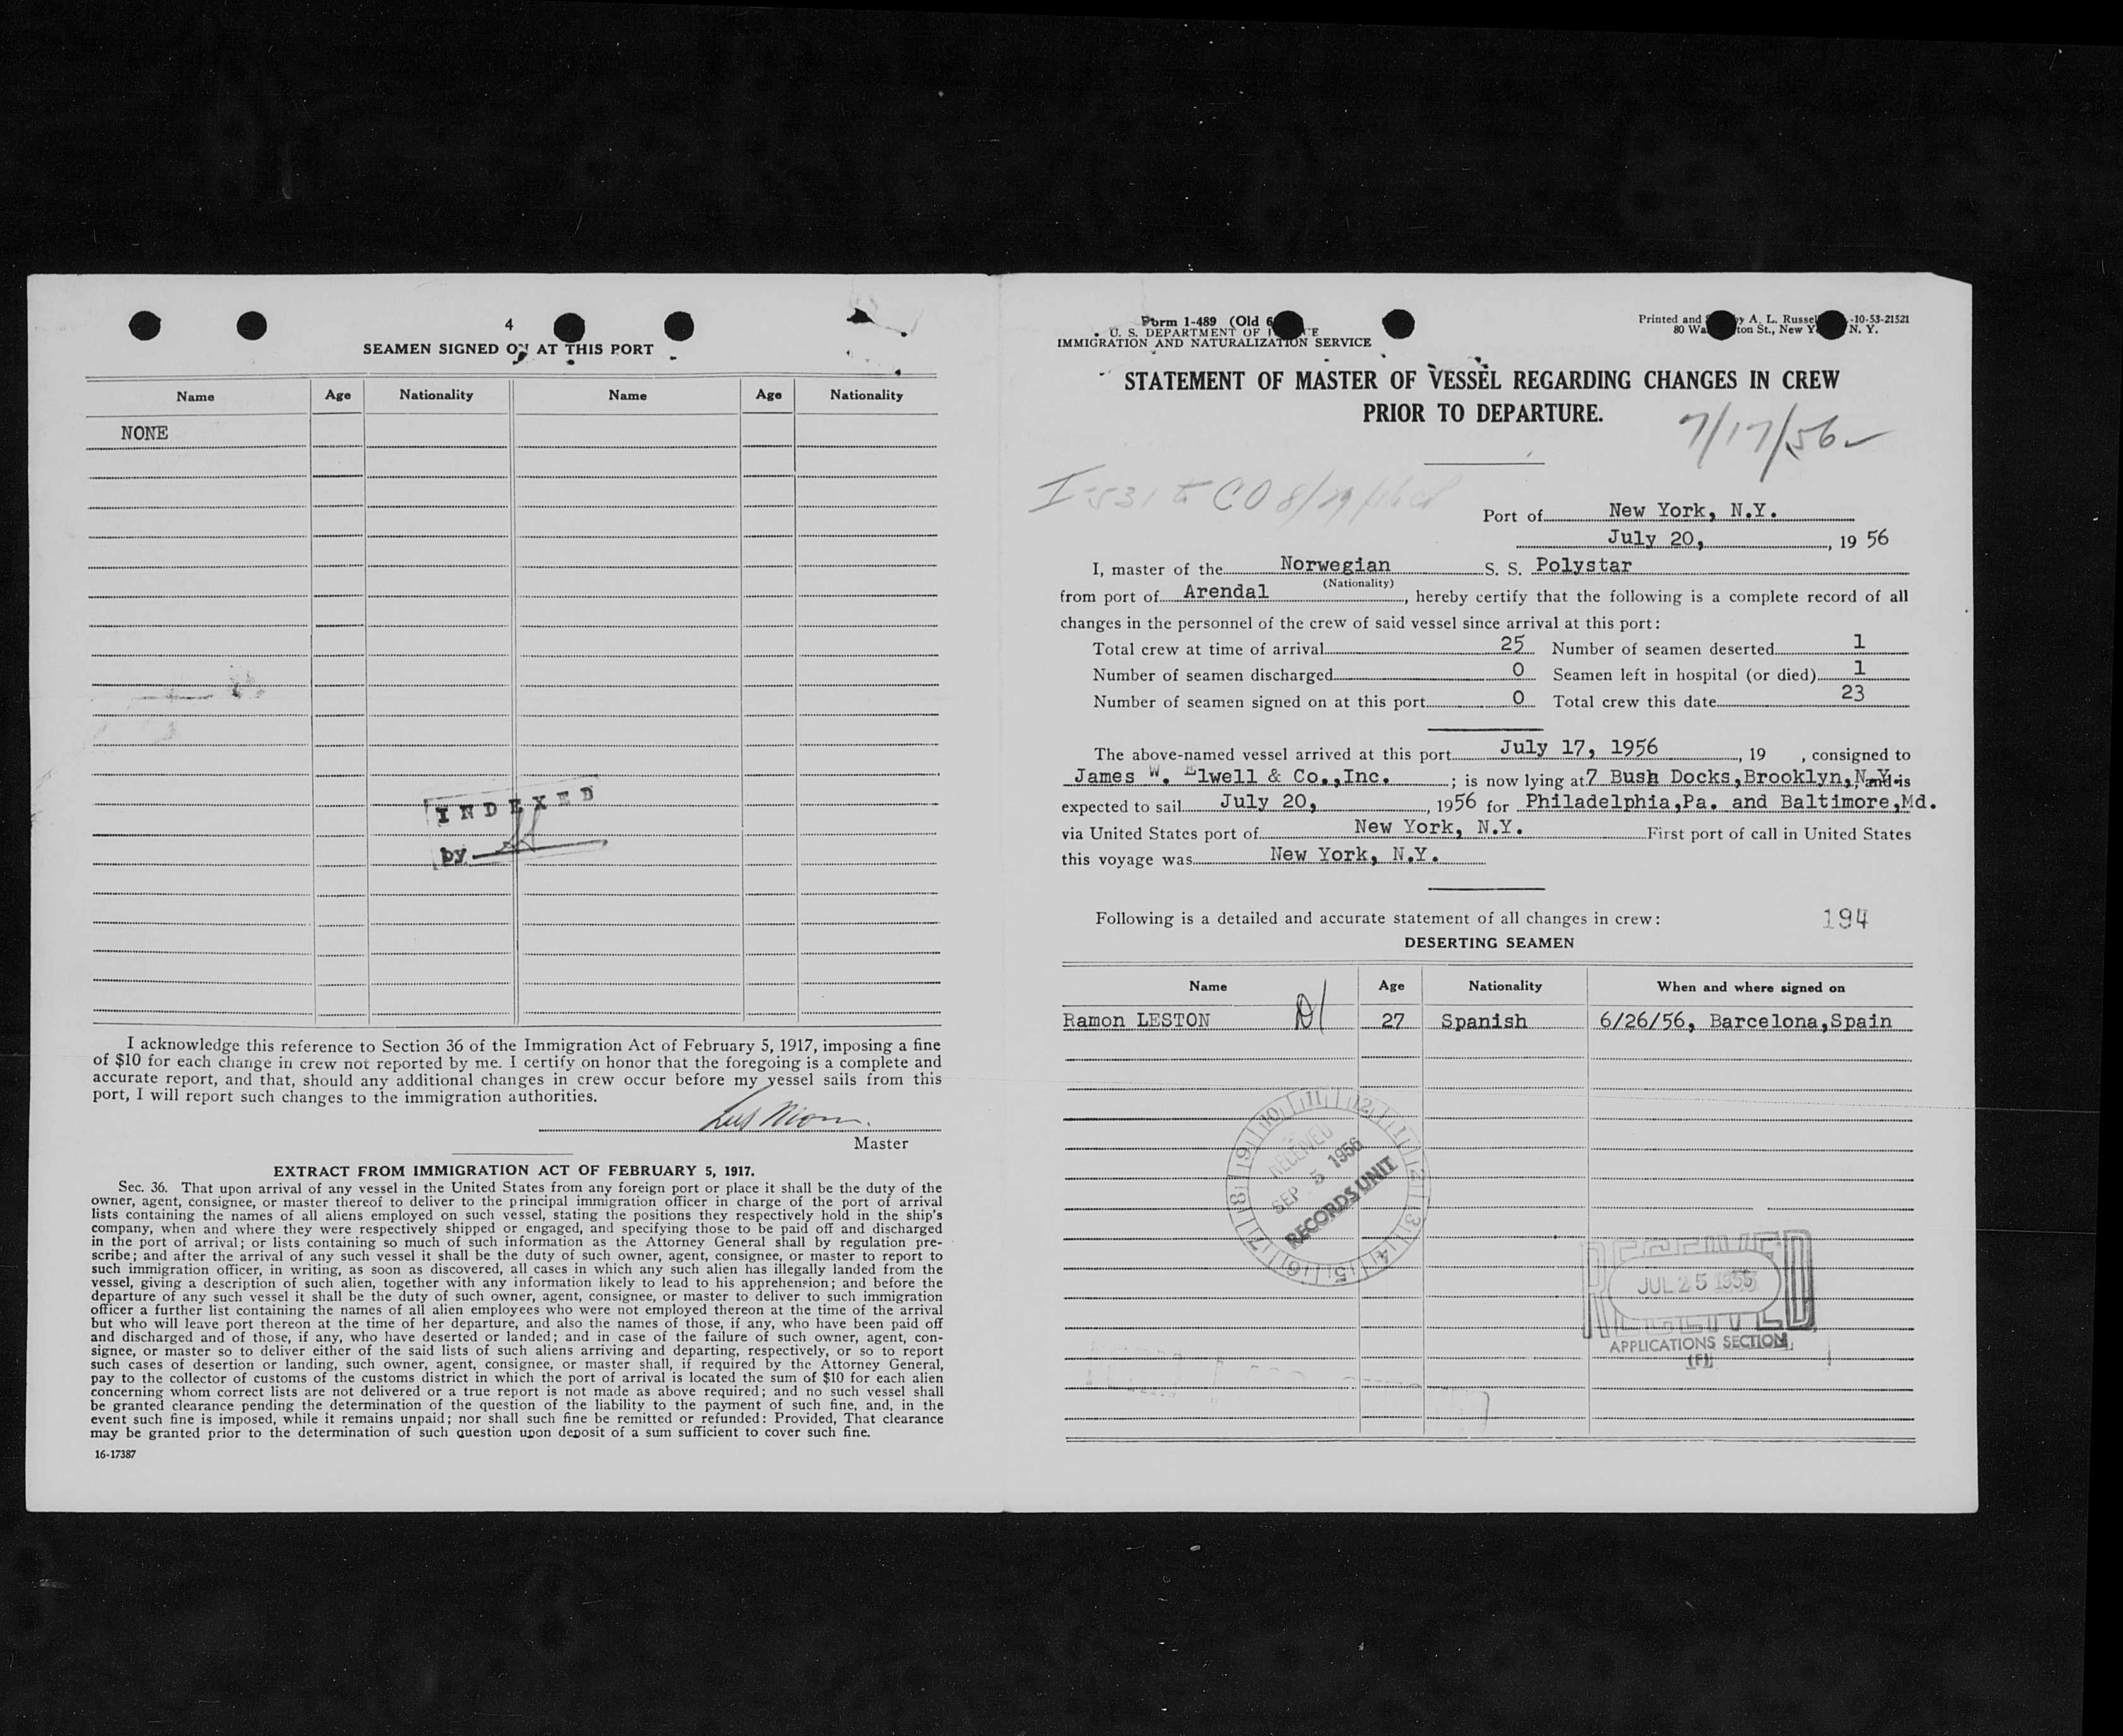 4
SEAMEN SIGNED ON AT THIS PORT
Name Age Nationality Name Age Nationality
NONE
INDEXED
by
I acknowledge this reference to Section 36 of the Immigration Act of February 5, 1917, imposing a fine
of $10 for each change in crew not reported by me. I certify on honor that the foregoing is a complete and
accurate report, and that, should any additional changes in crew occur before my vessel sails from this
port, I will report such changes to the immigration authorities.
Master
EXTRACT FROM IMMIGRATION ACT OF FEBRUARY 5, 1917.
Sec. 36. That upon arrival of any vessel in the United States from any foreign port or place it shall be the duty of the
owner, agent, consignee, or master thereof to deliver to the principal immigration officer in charge of the port of arrival
lists containing the names of all aliens employed on such vessel, stating the positions they respectively hold in the ship's
company, when and where they were respectively shipped or engaged, and specifying those to be paid off and discharged
in the port of arrival; or lists containing so much of such information as the Attorney General shall by regulation pre-
scribe; and after the arrival of any such vessel it shall be the duty of such owner, agent, consignee, or master to report to
such immigration officer, in writing, as soon as discovered, all cases in which any such alien has illegally landed from the
vessel, giving a description of such alien, together with any information likely to lead to his apprehension; and before the
departure of any such vessel it shall be the duty of such owner, agent, consignee, or master to deliver to such immigration
officer a further list containing the names of all alien employees who were not employed thereon at the time of the arrival
but who will leave port thereon at the time of her departure, and also the names of those, if any, who have been paid off
and discharged and of those, if any, who have deserted or landed; and in case of the failure of such owner, agent, con-
signee, or master so to deliver either of the said lists of such aliens arriving and departing, respectively, or so to report
such cases of desertion or landing, such owner, agent, consignee, or master shall, if required by the Attorney General,
pay to the collector of customs of the customs district in which the port of arrival is located the sum of $10 for each alien
concerning whom correct lists are not delivered or a true report is not made as above required; and no such vessel shall
be granted clearance pending the determination of the question of the liability to the payment of such fine, and, in the
event such fine is imposed, while it remains unpaid; nor shall such fine be remitted or refunded: Provided, That clearance
may be granted prior to the determination of such question upon deposit of a sum sufficient to cover such fine.
16-17387
Form 1-489 (Old 6
U. S. DEPARTMENT OF
IMMIGRATION AND NATURALIZATION SERVICE
Printed and by A. L. Russel -10-53-21521
80 Wa ton St., New Y N. Y.
STATEMENT OF MASTER OF VESSEL REGARDING CHANGES IN CREW
PRIOR TO DEPARTURE.
7/17/56
I-531 to CO 8/29
Port of New York, N.Y.
July 20, , 19 56
I, master of the Norwegian S. S. Polystar
(Nationality)
from port of Arendal , hereby certify that the following is a complete record of all
changes in the personnel of the crew of said vessel since arrival at this port:
Total crew at time of arrival 25 Number of seamen deserted 1
Number of seamen discharged 0 Seamen left in hospital (or died) 1
Number of seamen signed on at this port 0 Total crew this date 23
The above-named vessel arrived at this port July 17, 1956 , 19 , consigned to
James W. Elwell & Co.,Inc. ; is now lying at 7 Bush Docks,Brooklyn,N.Y. and is
expected to sail July 20, , 1956 for Philadelphia,Pa. and Baltimore,Md.
via United States port of New York, N.Y. First port of call in United States
this voyage was New York, N.Y.
Following is a detailed and accurate statement of all changes in crew: 194
DESERTING SEAMEN
Name Age Nationality When and where signed on
Ramon LESTON 27 Spanish 6/26/56, Barcelona,Spain
10 11 12 1 2 3 4 5 6 7 8 9
RECEIVED
SEP 5 1956
RECORDS UNIT
RECEIVED
JUL 25 1956
APPLICATIONS SECTION
(F)